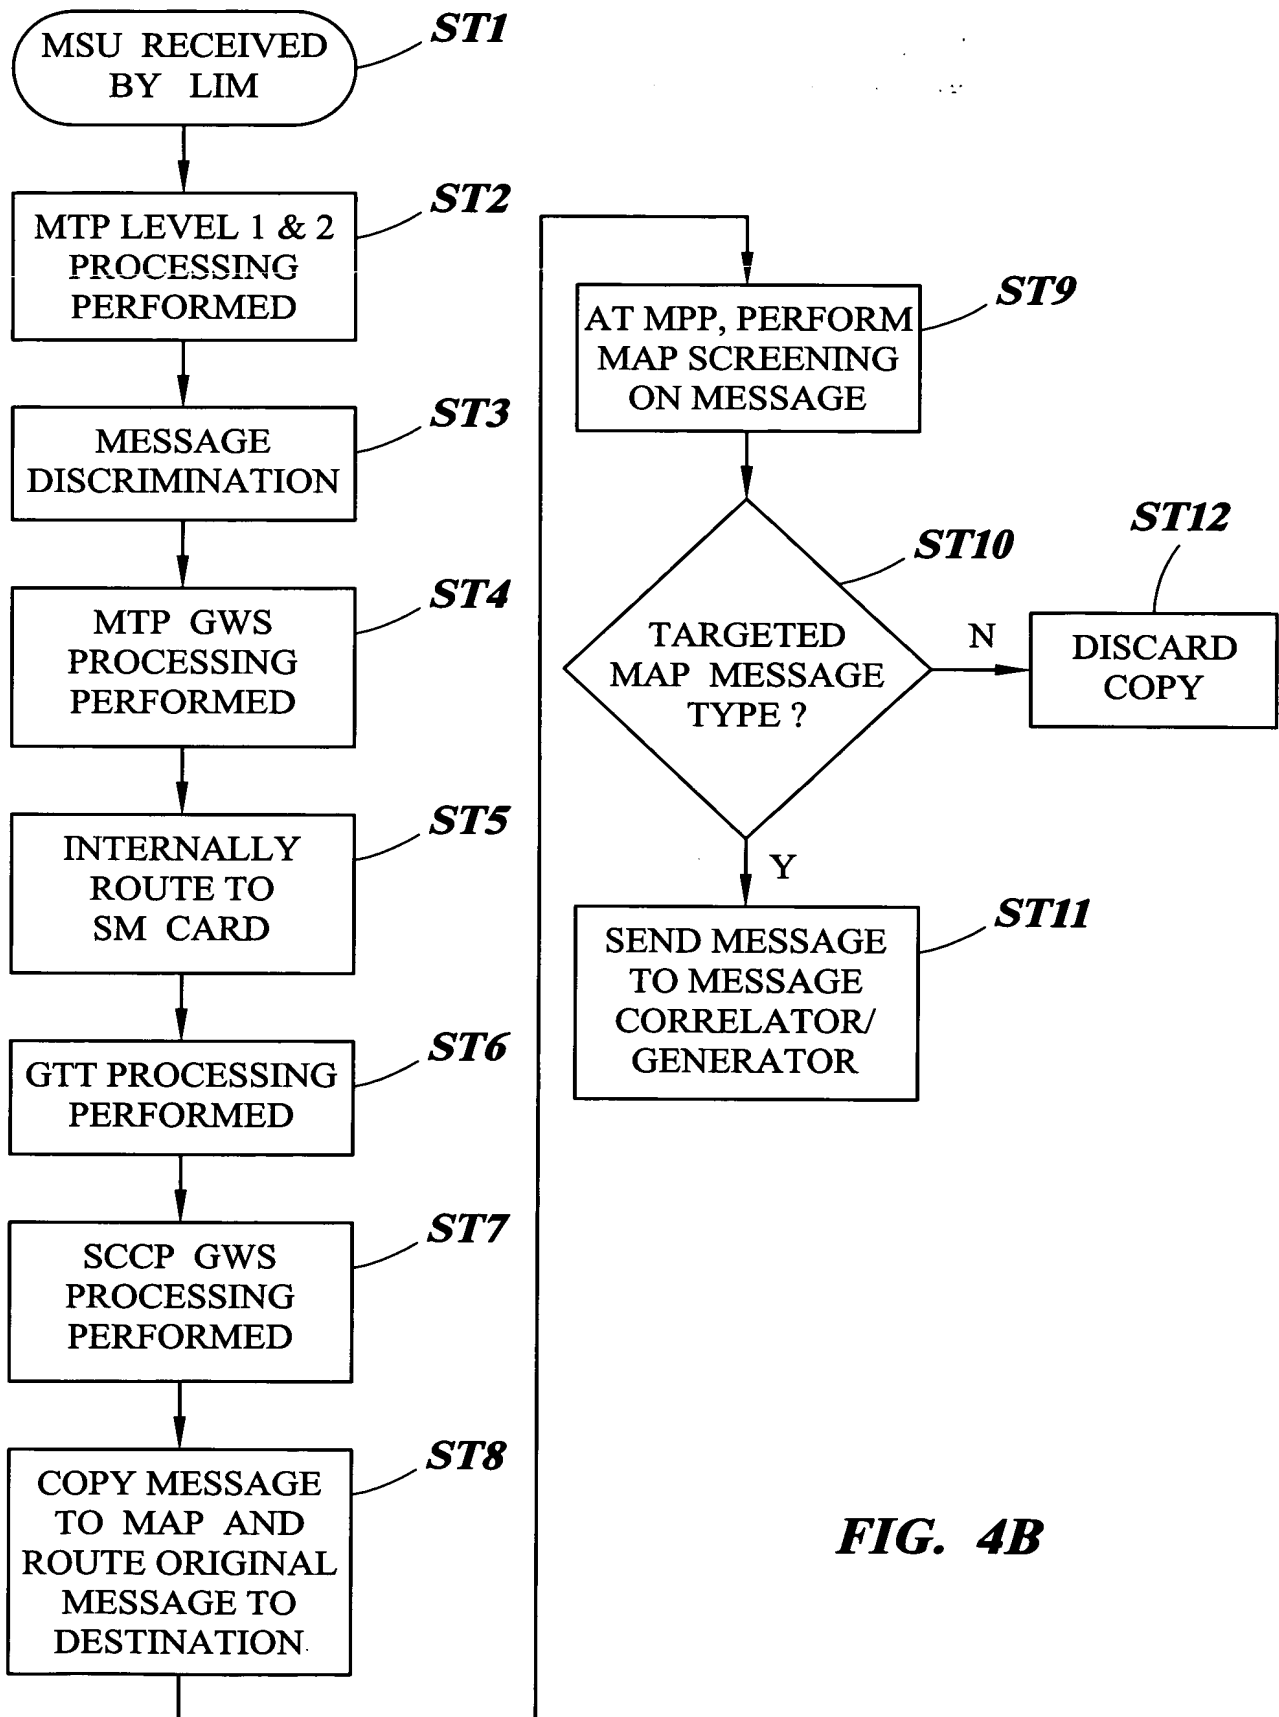 MSU RECEIVED
BY LIM
ST1
MTP LEVEL 1 & 2
PROCESSING
PERFORMED
ST2
MESSAGE
DISCRIMINATION
ST3
MTP GWS
PROCESSING
PERFORMED
ST4
INTERNALLY
ROUTE TO
SM CARD
ST5
GTT PROCESSING
PERFORMED
ST6
SCCP GWS
PROCESSING
PERFORMED
ST7
COPY MESSAGE
TO MAP AND
ROUTE ORIGINAL
MESSAGE TO
DESTINATION
ST8
AT MPP, PERFORM
MAP SCREENING
ON MESSAGE
ST9
TARGETED
MAP MESSAGE
TYPE ?
ST10
N
DISCARD
COPY
ST12
Y
SEND MESSAGE
TO MESSAGE
CORRELATOR/
GENERATOR
ST11
FIG. 4B